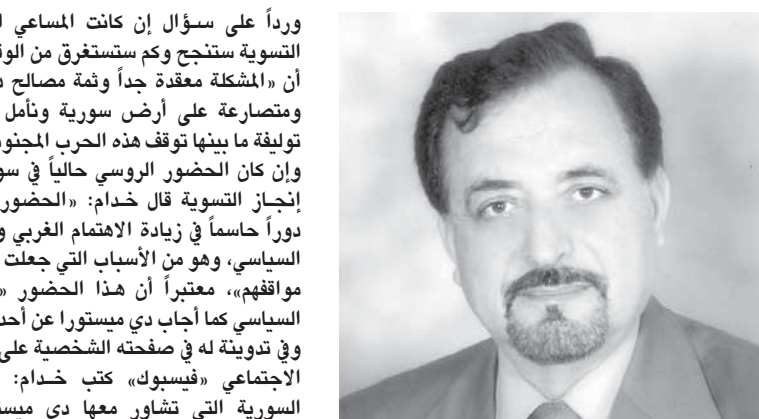 ورداً على سؤال إن كانت المساعي ا
التسوية ستنجح وكم ستستغرق من الوق
أن «المشكلة معقدة جداً وثمة مصالح د
ومتصارعة على أرض سورية ونأمل
توليفة ما بينها توقف هذه الحرب المجنون
وإن كان الحضور الروسي حالياً في سو
إنجاز التسوية قال خدام: «الحضور
دوراً حاسماً في زيادة الاهتمام الغربي و
السياسي، وهو من الأسباب التي جعلت
مواقفهم»، معتبراً أن هذا الحضور «
السياسي كما أجاب دي ميستورا عن أحد
وفي تدوينة له في صفحته الشخصية على
الاجتماعي «فيسبوك» كتب خدام:
السورية التي تشاور معها دي ميست